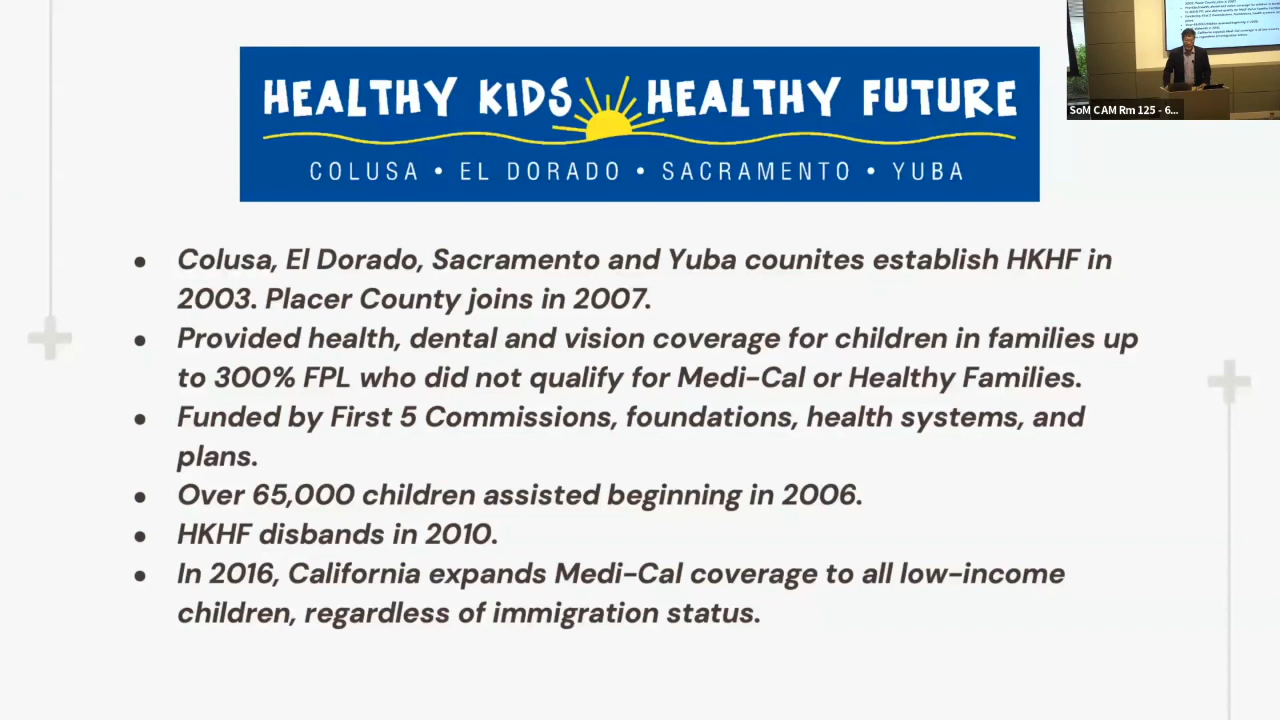 HEALTHY KIDS HEALTHY FUTURE
COLUSA • EL DORADO • SACRAMENTO • YUBA
SoM CAM Rm 125 - 6...
• Colusa, El Dorado, Sacramento and Yuba counites establish HKHF in
2003. Placer County joins in 2007.
• Provided health, dental and vision coverage for children in families up
to 300% FPL who did not qualify for Medi-Cal or Healthy Families.
• Funded by First 5 Commissions, foundations, health systems, and
plans.
• Over 65,000 children assisted beginning in 2006.
• HKHF disbands in 2010.
• In 2016, California expands Medi-Cal coverage to all low-income
children, regardless of immigration status.